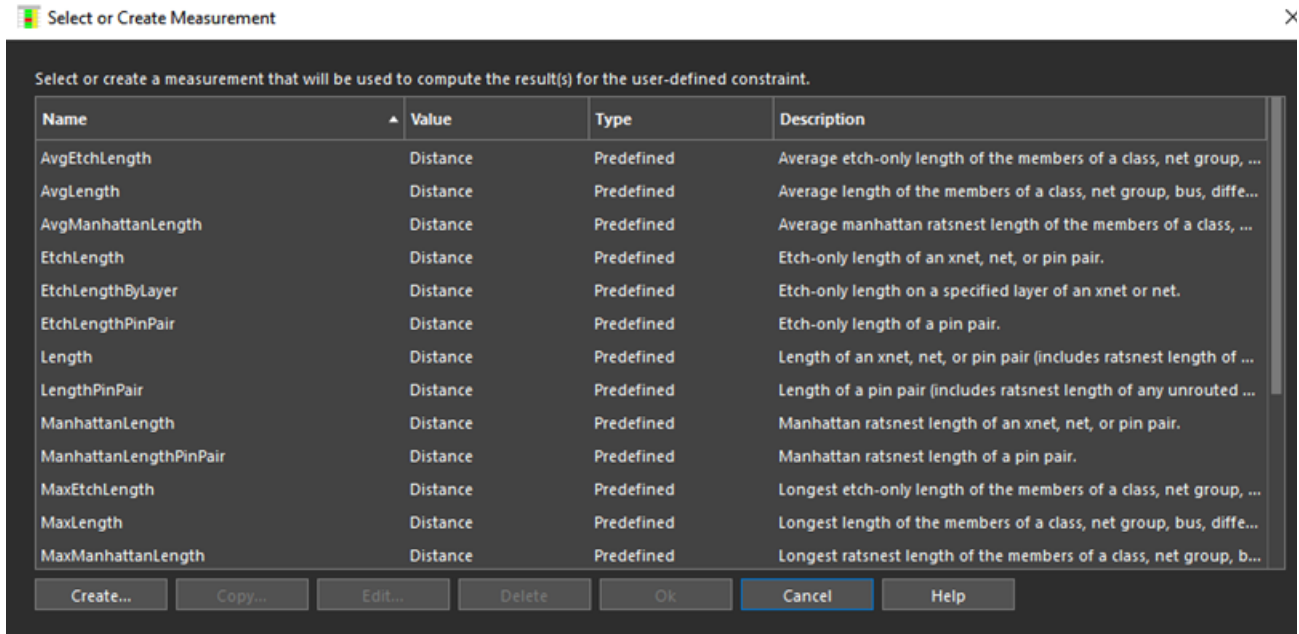 Select or Create Measurement
Select or create a measurement that will be used to compute the result(s) for the user-defined constraint.
Name Value Type Description
AvgEtchLength Distance Predefined Average etch-only length of the members of a class, net group, ...
AvgLength Distance Predefined Average length of the members of a class, net group, bus, diffe...
AvgManhattanLength Distance Predefined Average manhattan ratsnest length of the members of a class, ...
EtchLength Distance Predefined Etch-only length of an xnet, net, or pin pair.
EtchLengthByLayer Distance Predefined Etch-only length on a specified layer of an xnet or net.
EtchLengthPinPair Distance Predefined Etch-only length of a pin pair.
Length Distance Predefined Length of an xnet, net, or pin pair (includes ratsnest length of ...
LengthPinPair Distance Predefined Length of a pin pair (includes ratsnest length of any unrouted ...
ManhattanLength Distance Predefined Manhattan ratsnest length of an xnet, net, or pin pair.
ManhattanLengthPinPair Distance Predefined Manhattan ratsnest length of a pin pair.
MaxEtchLength Distance Predefined Longest etch-only length of the members of a class, net group, ...
MaxLength Distance Predefined Longest length of the members of a class, net group, bus, diffe...
MaxManhattanLength Distance Predefined Longest ratsnest length of the members of a class, net group, b...
Create... Copy... Edit... Delete Ok Cancel Help